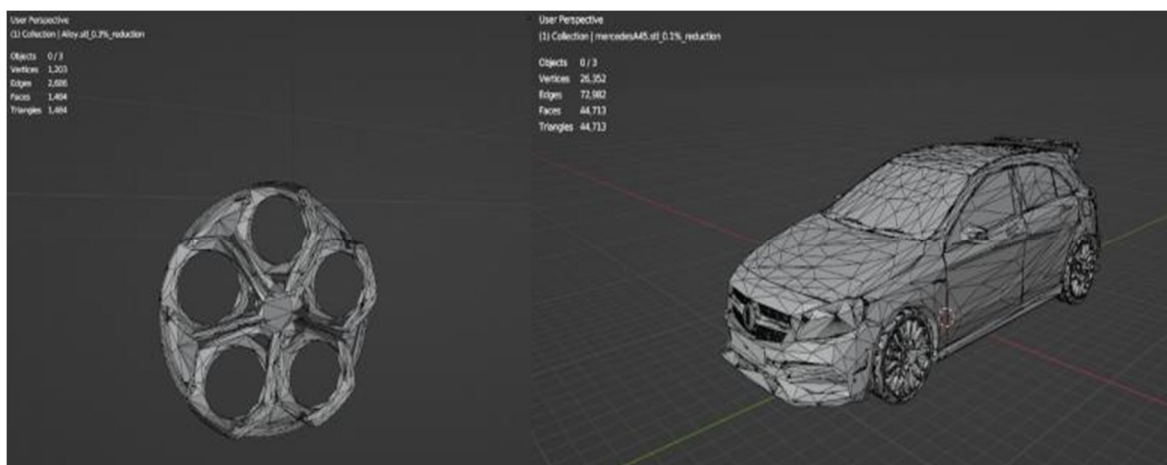 User Perspective
(1) Collection | Alloy.stl_0.3%_reduction
Objects 0/3
Vertices 1,203
Edges 2,686
Faces 1,484
Triangles 1,484
User Perspective
(1) Collection | mercedesA45.stl_0.1%_reduction
Objects 0/3
Vertices 26,352
Edges 72,982
Faces 44,713
Triangles 44,713